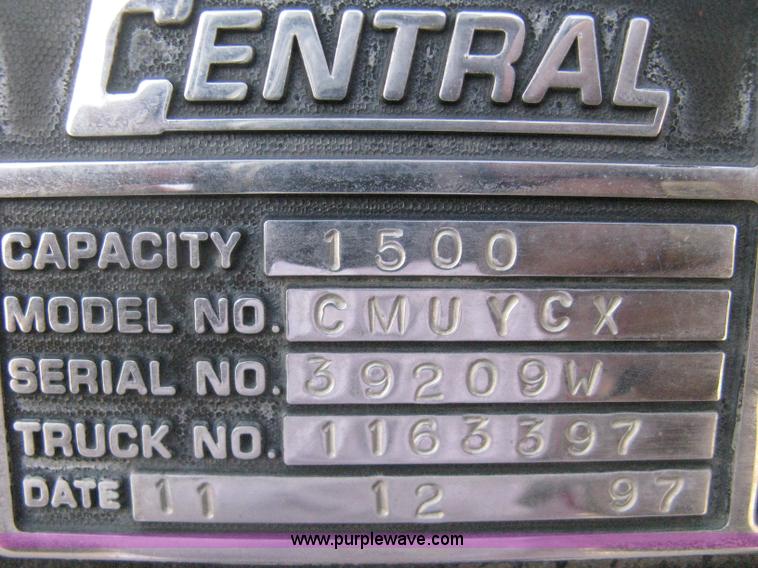 CENTRAL
CAPACITY 1500
MODEL NO. CMUYCX
SERIAL NO. 39209W
TRUCK NO. 1163397
DATE 11 12 97
www.purplewave.com